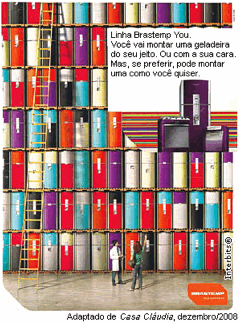 Linha Brastemp You.
Você vai montar uma geladeira
do seu jeito. Ou com a sua cara.
Mas, se preferir, pode montar
uma como você quiser.
Interbits®
BRASTEMP
Adaptado de Casa Cláudia, dezembro/2008